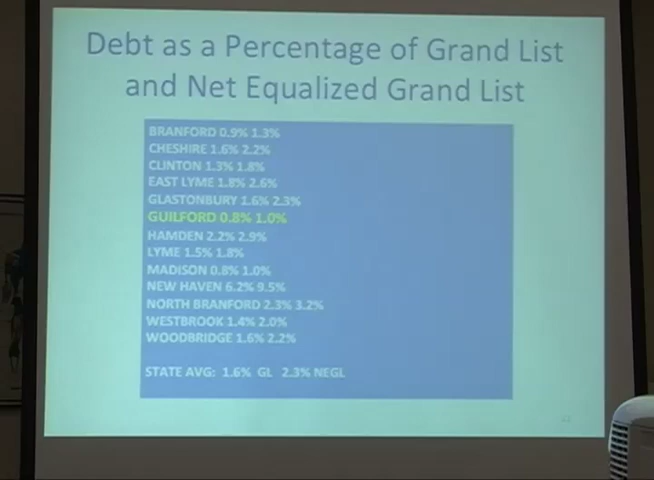 Debt as a Percentage of Grand List
and Net Equalized Grand List
BRANFORD 0.9% 1.3%
CHESHIRE 1.6% 2.2%
CLINTON 1.3% 1.8%
EAST LYME 1.8% 2.6%
GLASTONBURY 1.6% 2.3%
GUILFORD 0.8% 1.0%
HAMDEN 2.2% 2.9%
LYME 1.5% 1.8%
MADISON 0.8% 1.0%
NEW HAVEN 6.2% 9.5%
NORTH BRANFORD 2.3% 3.2%
WESTBROOK 1.4% 2.0%
WOODBRIDGE 1.6% 2.2%
STATE AVG: 1.6% GL 2.3% NEGL